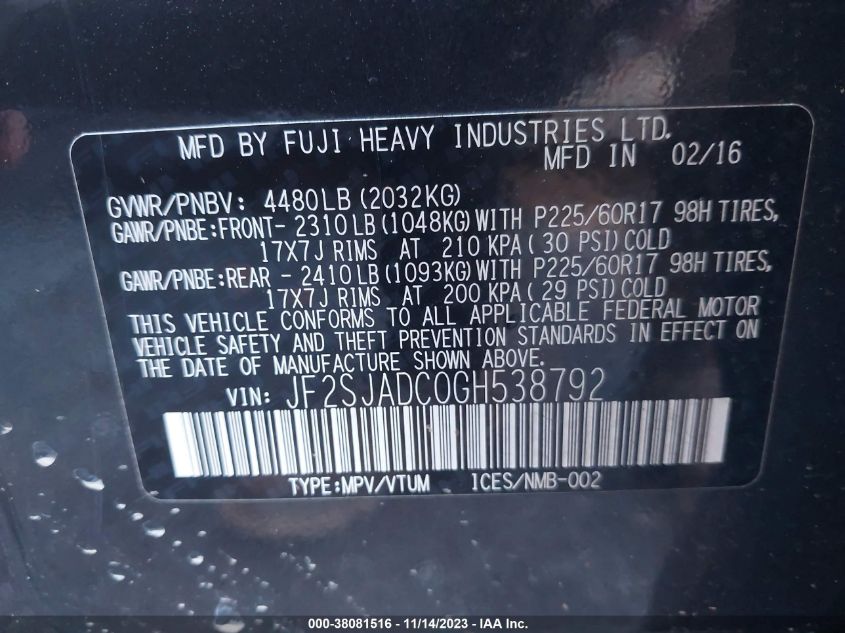 MFD BY FUJI HEAVY INDUSTRIES LTD.
MFD IN 02/16
GVWR/PNBV: 4480LB (2032KG)
GAWR/PNBE:FRONT- 2310LB (1048KG) WITH P225/60R17 98H TIRES,
17X7J RIMS AT 210 KPA ( 30 PSI) COLD
GAWR/PNBE:REAR - 2410LB (1093KG) WITH P225/60R17 98H TIRES,
17X7J RIMS AT 200 KPA ( 29 PSI) COLD
THIS VEHICLE CONFORMS TO ALL APPLICABLE FEDERAL MOTOR
VEHICLE SAFETY AND THEFT PREVENTION STANDARDS IN EFFECT ON
THE DATE OF MANUFACTURE SHOWN ABOVE.
VIN: JF2SJADC0GH538792
TYPE:MPV/VTUM ICES/NMB-002
000-38081516 - 11/14/2023 - IAA Inc.